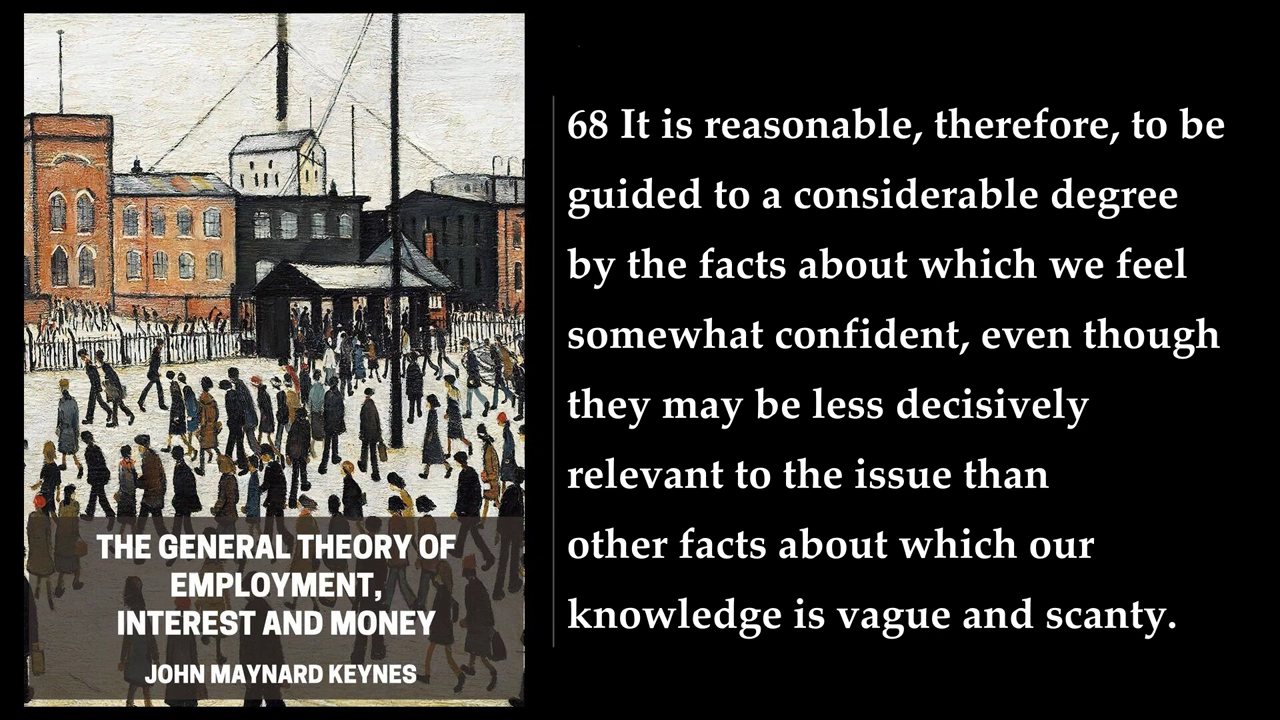 THE GENERAL THEORY OF
EMPLOYMENT,
INTEREST AND MONEY
JOHN MAYNARD KEYNES
68 It is reasonable, therefore, to be
guided to a considerable degree
by the facts about which we feel
somewhat confident, even though
they may be less decisively
relevant to the issue than
other facts about which our
knowledge is vague and scanty.